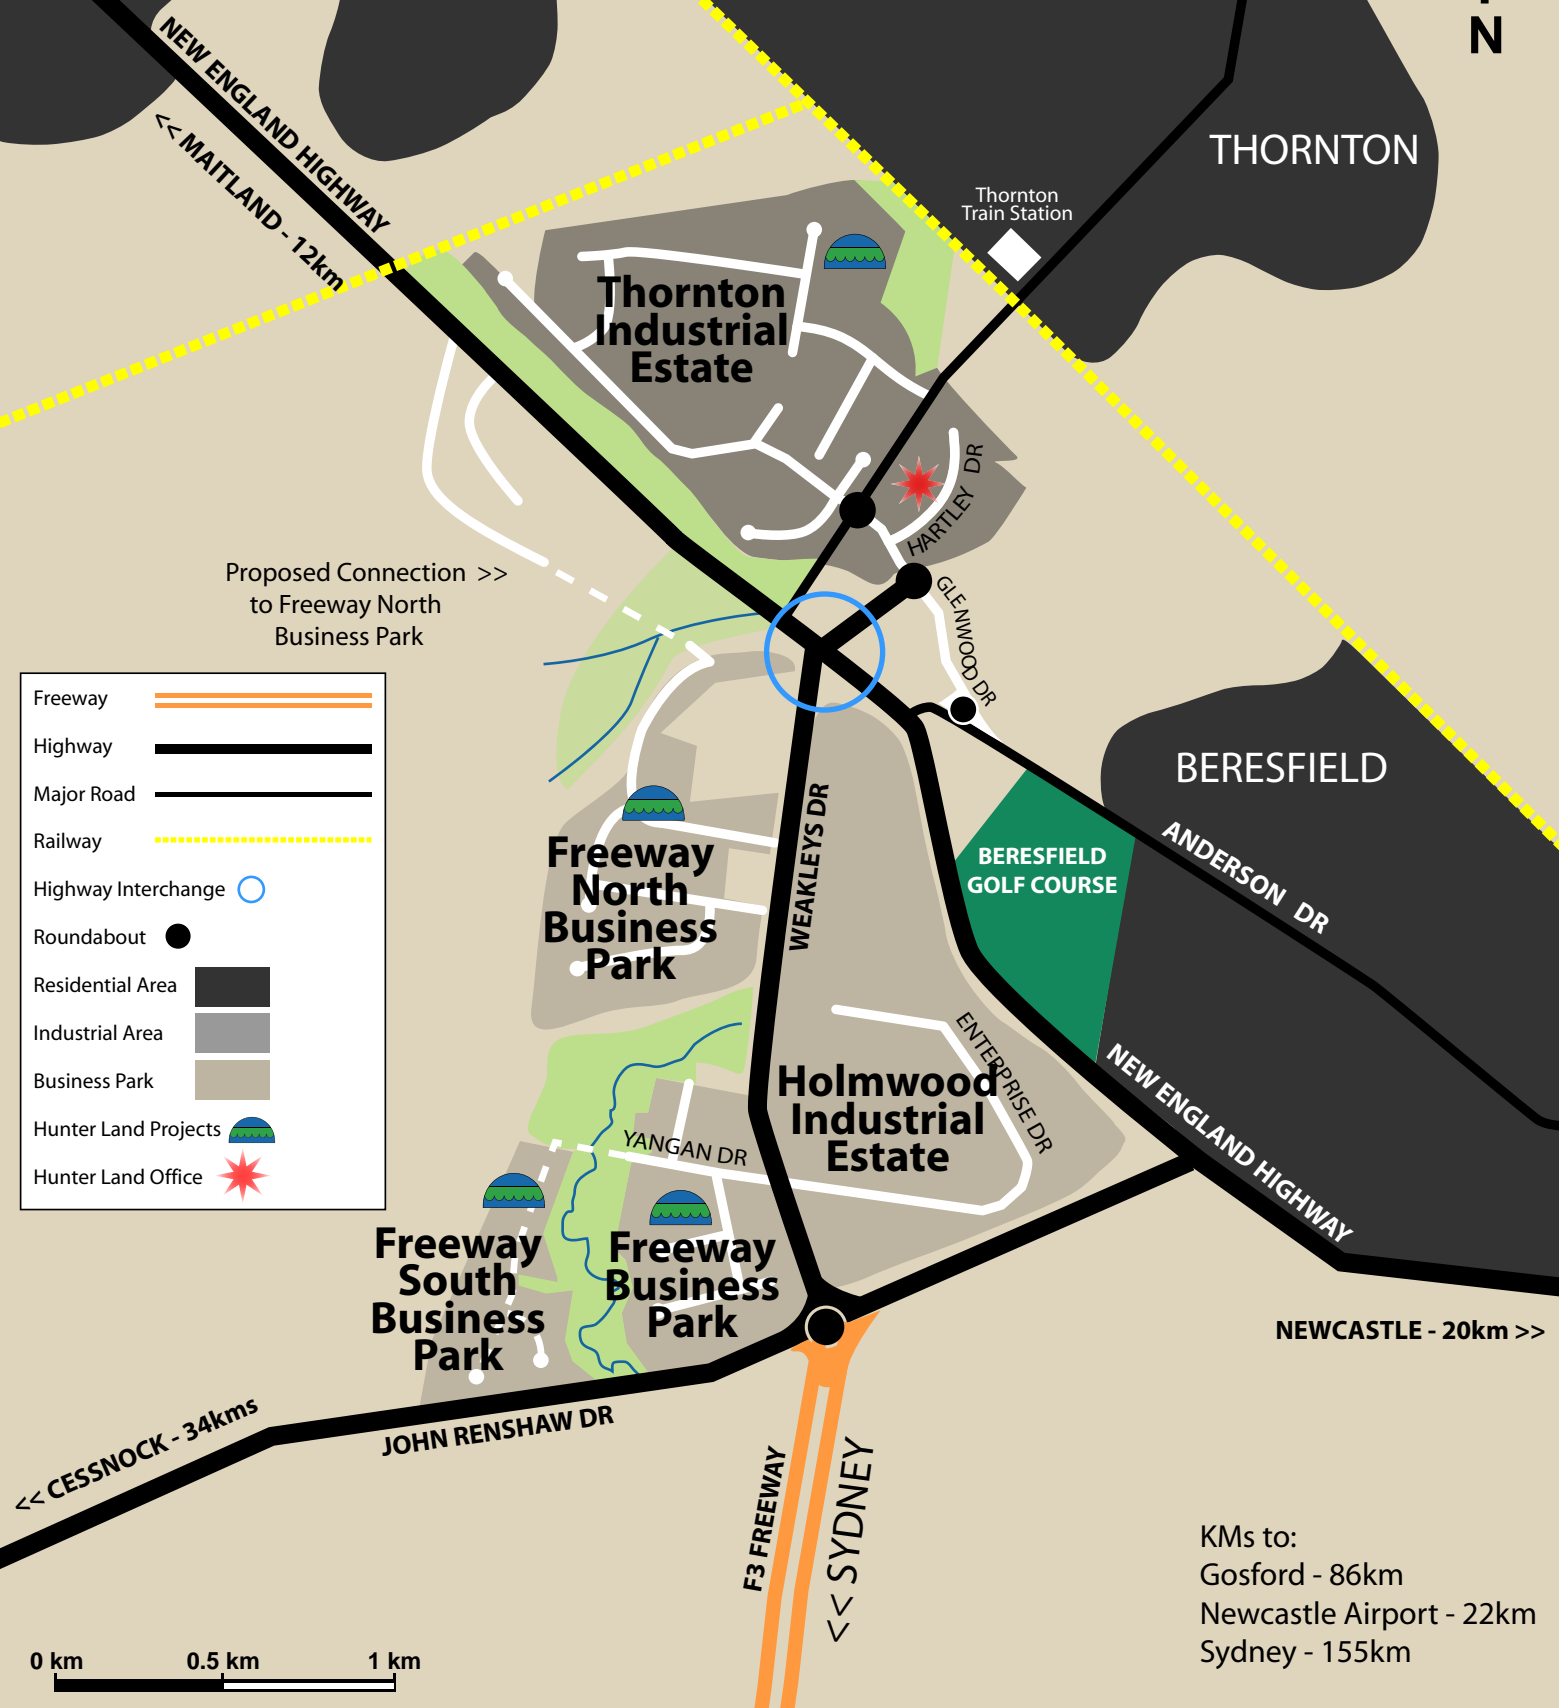 N
NEW ENGLAND HIGHWAY
<< MAITLAND - 12km
THORNTON
Thornton
Train Station
Thornton
Industrial
Estate
HARTLEY DR
Proposed Connection >>
to Freeway North
Business Park
GLENWOOD DR
Freeway
Highway
Major Road
Railway
Highway Interchange
Roundabout
Residential Area
Industrial Area
Business Park
Hunter Land Projects
Hunter Land Office
BERESFIELD
WEAKLEYS DR
BERESFIELD
GOLF COURSE
ANDERSON DR
Freeway
North
Business
Park
ENTERPRISE DR
Holmwood
Industrial
Estate
NEW ENGLAND HIGHWAY
YANGAN DR
Freeway
South
Business
Park
Freeway
Business
Park
NEWCASTLE - 20km >>
<< CESSNOCK - 34kms
JOHN RENSHAW DR
F3 FREEWAY
<< SYDNEY
KMs to:
Gosford - 86km
Newcastle Airport - 22km
Sydney - 155km
0 km 0.5 km 1 km